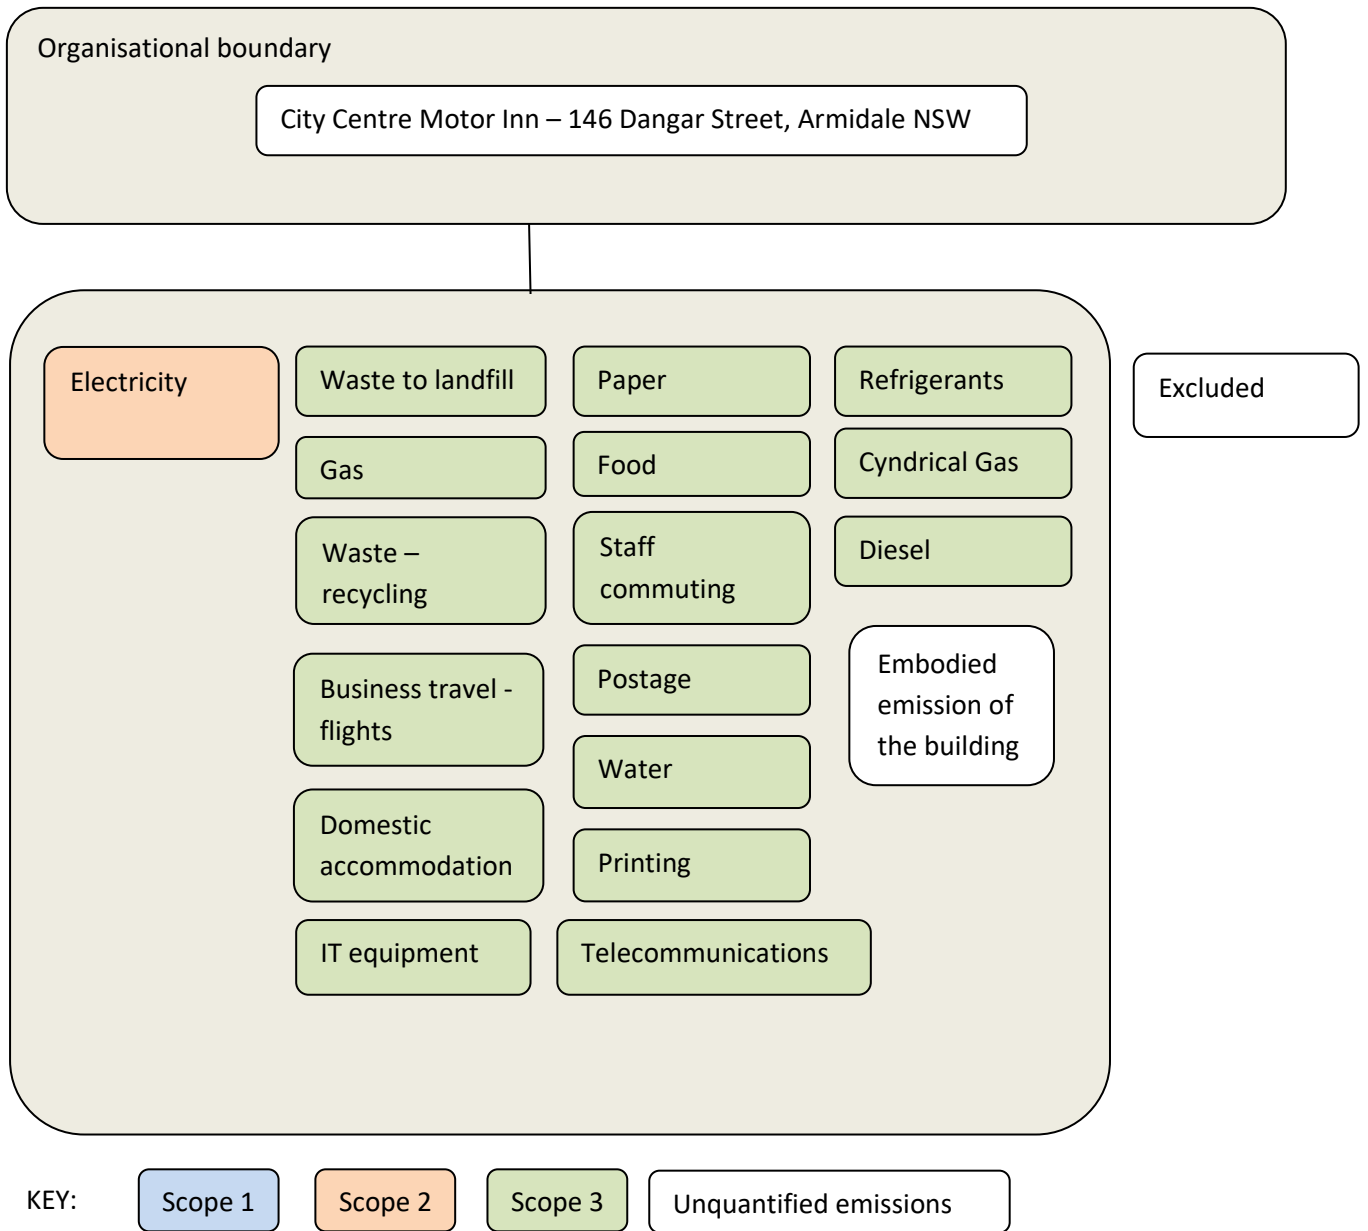 Organisational boundary
City Centre Motor Inn – 146 Dangar Street, Armidale NSW
Electricity
Waste to landfill
Paper
Refrigerants
Excluded
Gas
Food
Cyndrical Gas
Waste –
recycling
Staff
commuting
Diesel
Business travel -
flights
Postage
Embodied
emission of
the building
Water
Domestic
accommodation
Printing
IT equipment
Telecommunications
KEY:
Scope 1
Scope 2
Scope 3
Unquantified emissions